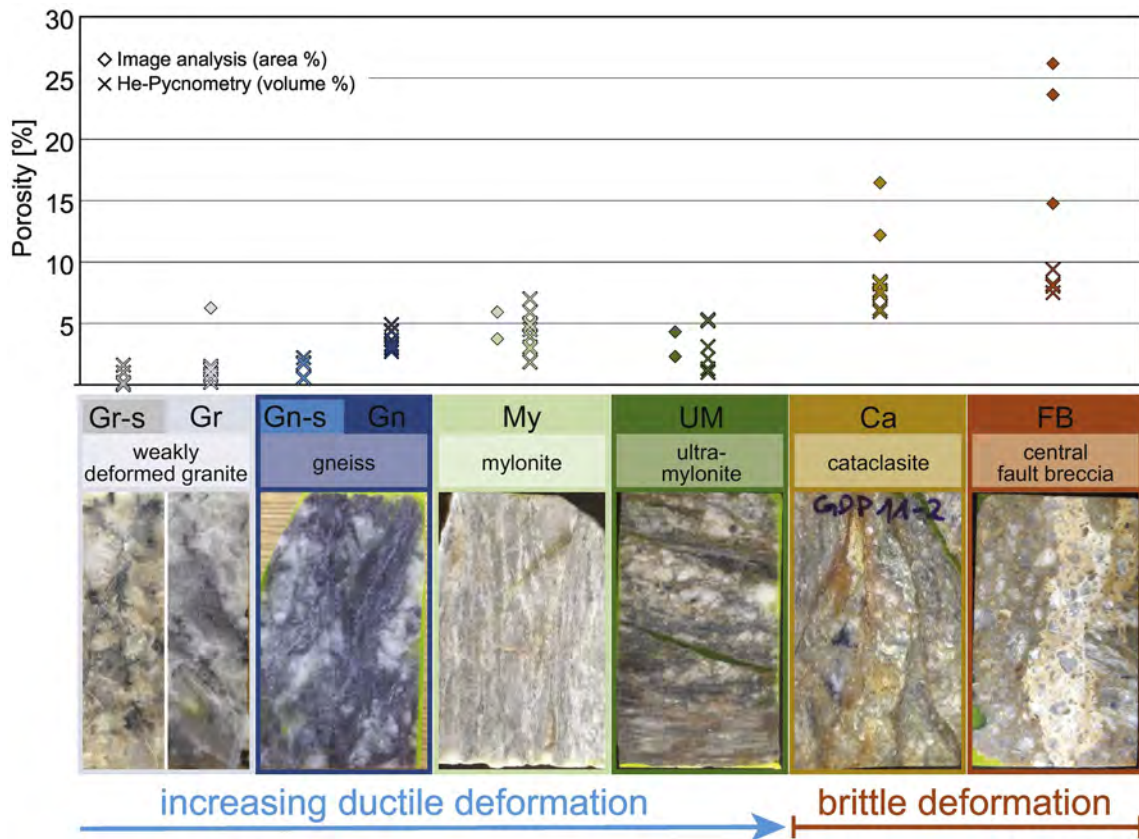 30
25
20
15
10
5
Porosity [%]
Image analysis (area %)
He-Pycnometry (volume %)
Gr-s Gr Gn-s Gn My UM Ca FB
weakly
deformed granite
gneiss
mylonite
ultra-
mylonite
cataclasite
central
fault breccia
GDP 11-2
increasing ductile deformation
brittle deformation